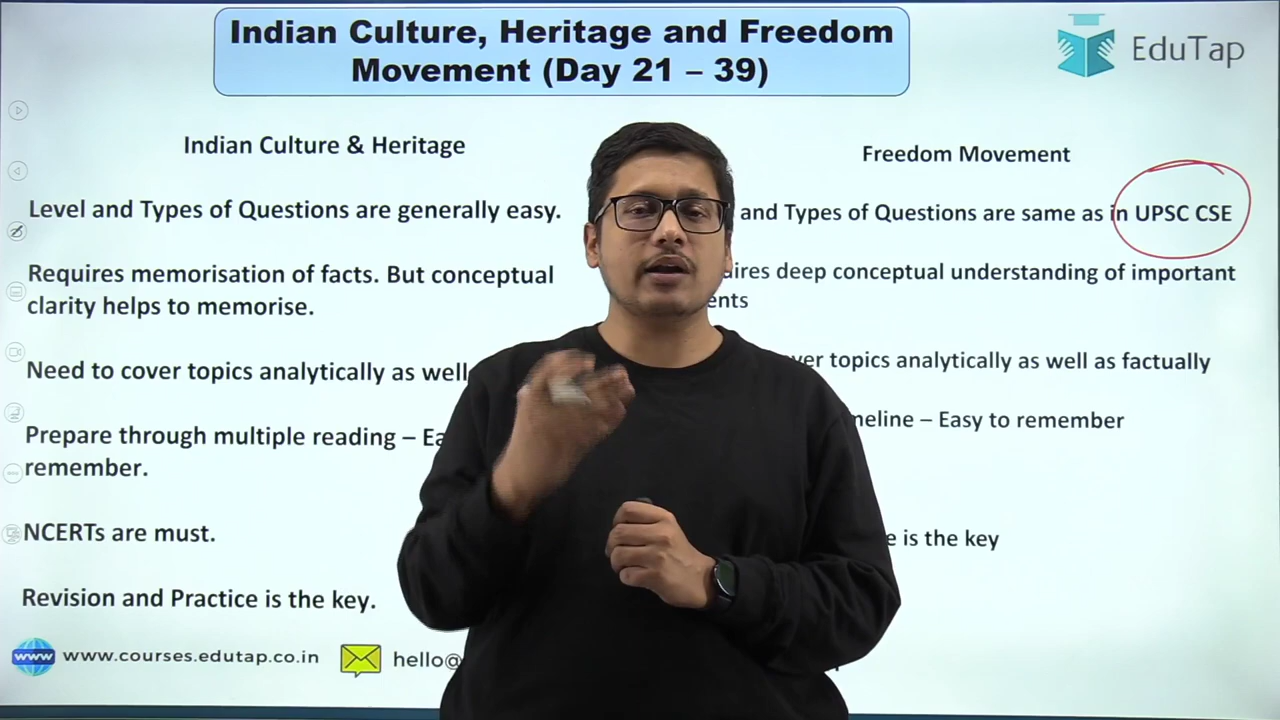 Indian Culture, Heritage and Freedom
Movement (Day 21 – 39)
EduTap
Indian Culture & Heritage
Level and Types of Questions are generally easy.
Requires memorisation of facts. But conceptual
clarity helps to memorise.
Need to cover topics analytically as well
Prepare through multiple reading –
remember.
NCERTs are must.
Revision and Practice is the key.
Freedom Movement
and Types of Questions are same as in UPSC CSE
deep conceptual understanding of important
topics analytically as well as factually
– Easy to remember
is the key
www www.courses.edutap.co.in
hello@